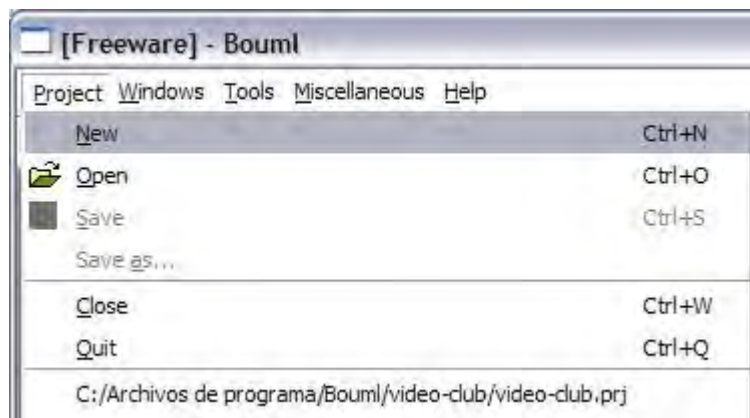 [Freeware] - Bouml
Project Windows Tools Miscellaneous Help
New Ctrl+N
Open Ctrl+O
Save Ctrl+S
Save as...
Close Ctrl+W
Quit Ctrl+Q
C:/Archivos de programa/Bouml/video-club/video-club.prj